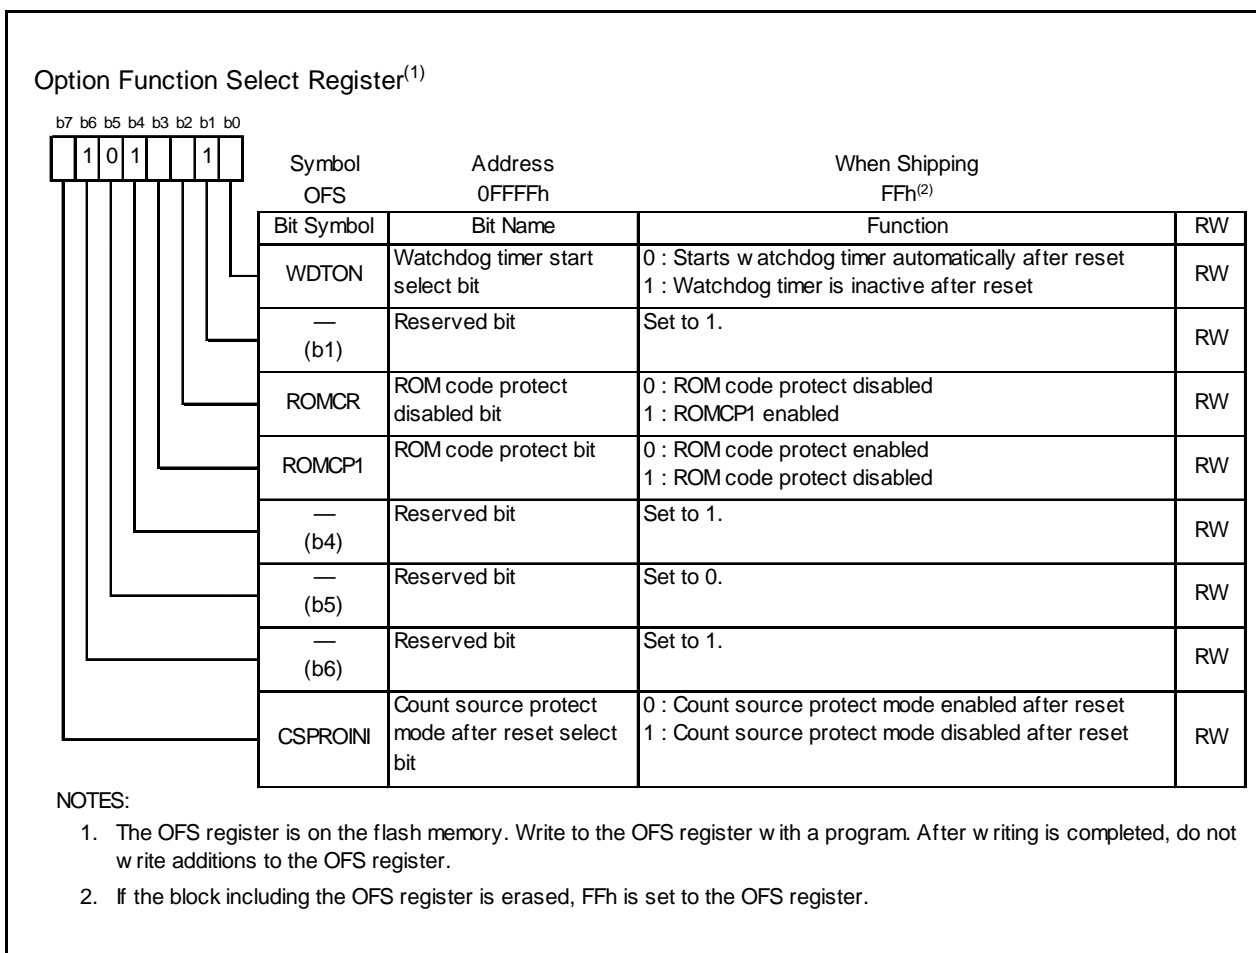 Option Function Select Register(1)
b7 b6 b5 b4 b3 b2 b1 b0
1 0 1 1
Symbol Address When Shipping
OFS 0FFFFh FFh(2)
Bit Symbol Bit Name Function RW
WDTON Watchdog timer start select bit 0 : Starts watchdog timer automatically after reset RW
1 : Watchdog timer is inactive after reset
— (b1) Reserved bit Set to 1. RW
ROMCR ROM code protect disabled bit 0 : ROM code protect disabled RW
1 : ROMCP1 enabled
ROMCP1 ROM code protect bit 0 : ROM code protect enabled RW
1 : ROM code protect disabled
— (b4) Reserved bit Set to 1. RW
— (b5) Reserved bit Set to 0. RW
— (b6) Reserved bit Set to 1. RW
CSPROINI Count source protect mode after reset select bit 0 : Count source protect mode enabled after reset RW
1 : Count source protect mode disabled after reset
NOTES:
1. The OFS register is on the flash memory. Write to the OFS register with a program. After writing is completed, do not
write additions to the OFS register.
2. If the block including the OFS register is erased, FFh is set to the OFS register.